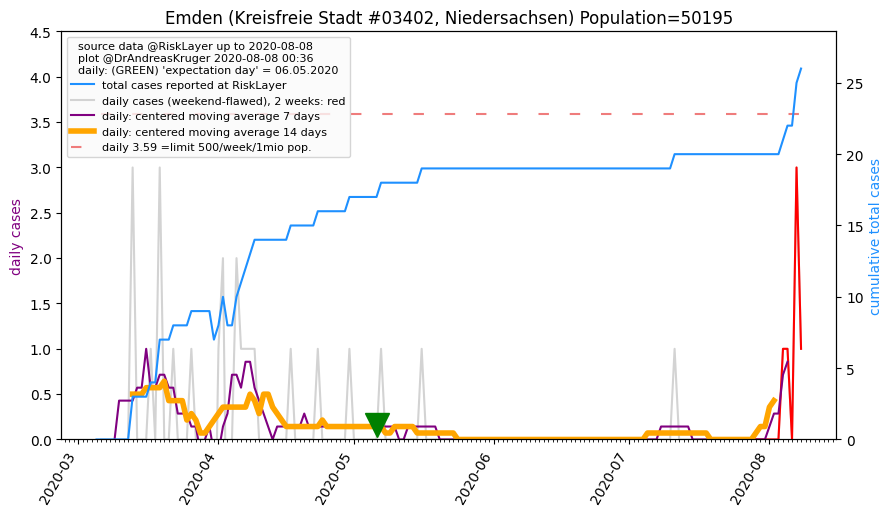 Emden (Kreisfreie Stadt #03402, Niedersachsen) Population=50195
source data @RiskLayer up to 2020-08-08
plot @DrAndreasKruger 2020-08-08 00:36
daily: (GREEN) 'expectation day' = 06.05.2020
total cases reported at RiskLayer
daily cases (weekend-flawed), 2 weeks: red
daily: centered moving average 7 days
daily: centered moving average 14 days
daily 3.59 =limit 500/week/1mio pop.
daily cases
4.5
4.0
3.5
3.0
2.5
2.0
1.5
1.0
0.5
0.0
cumulative total cases
25
20
15
10
5
0
2020-03
2020-04
2020-05
2020-06
2020-07
2020-08